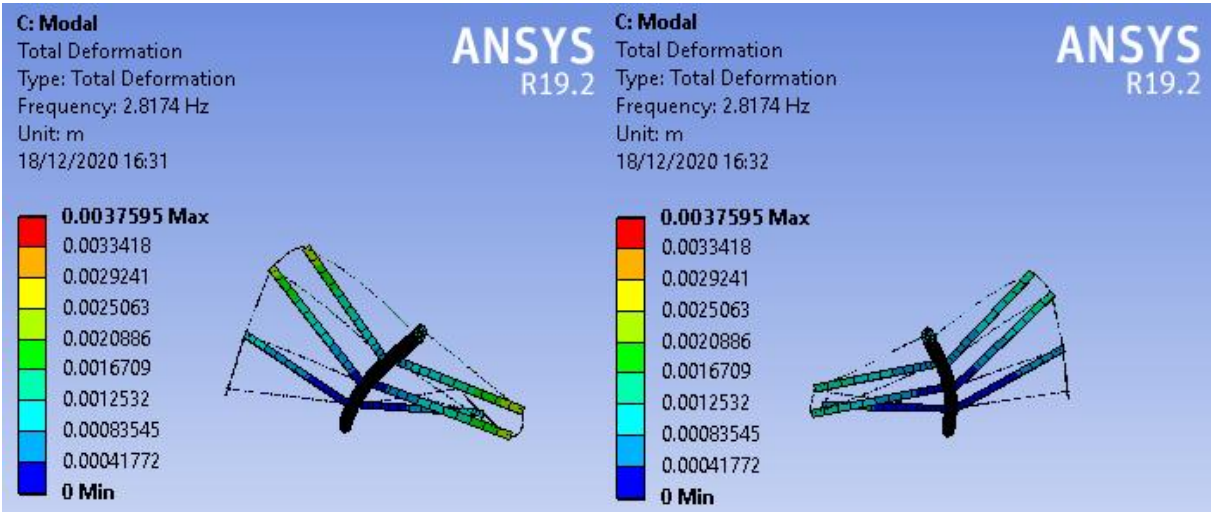 C: Modal
Total Deformation
Type: Total Deformation
Frequency: 2.8174 Hz
Unit: m
18/12/2020 16:31
ANSYS
R19.2
0.0037595 Max
0.0033418
0.0029241
0.0025063
0.0020886
0.0016709
0.0012532
0.00083545
0.00041772
0 Min
C: Modal
Total Deformation
Type: Total Deformation
Frequency: 2.8174 Hz
Unit: m
18/12/2020 16:32
ANSYS
R19.2
0.0037595 Max
0.0033418
0.0029241
0.0025063
0.0020886
0.0016709
0.0012532
0.00083545
0.00041772
0 Min